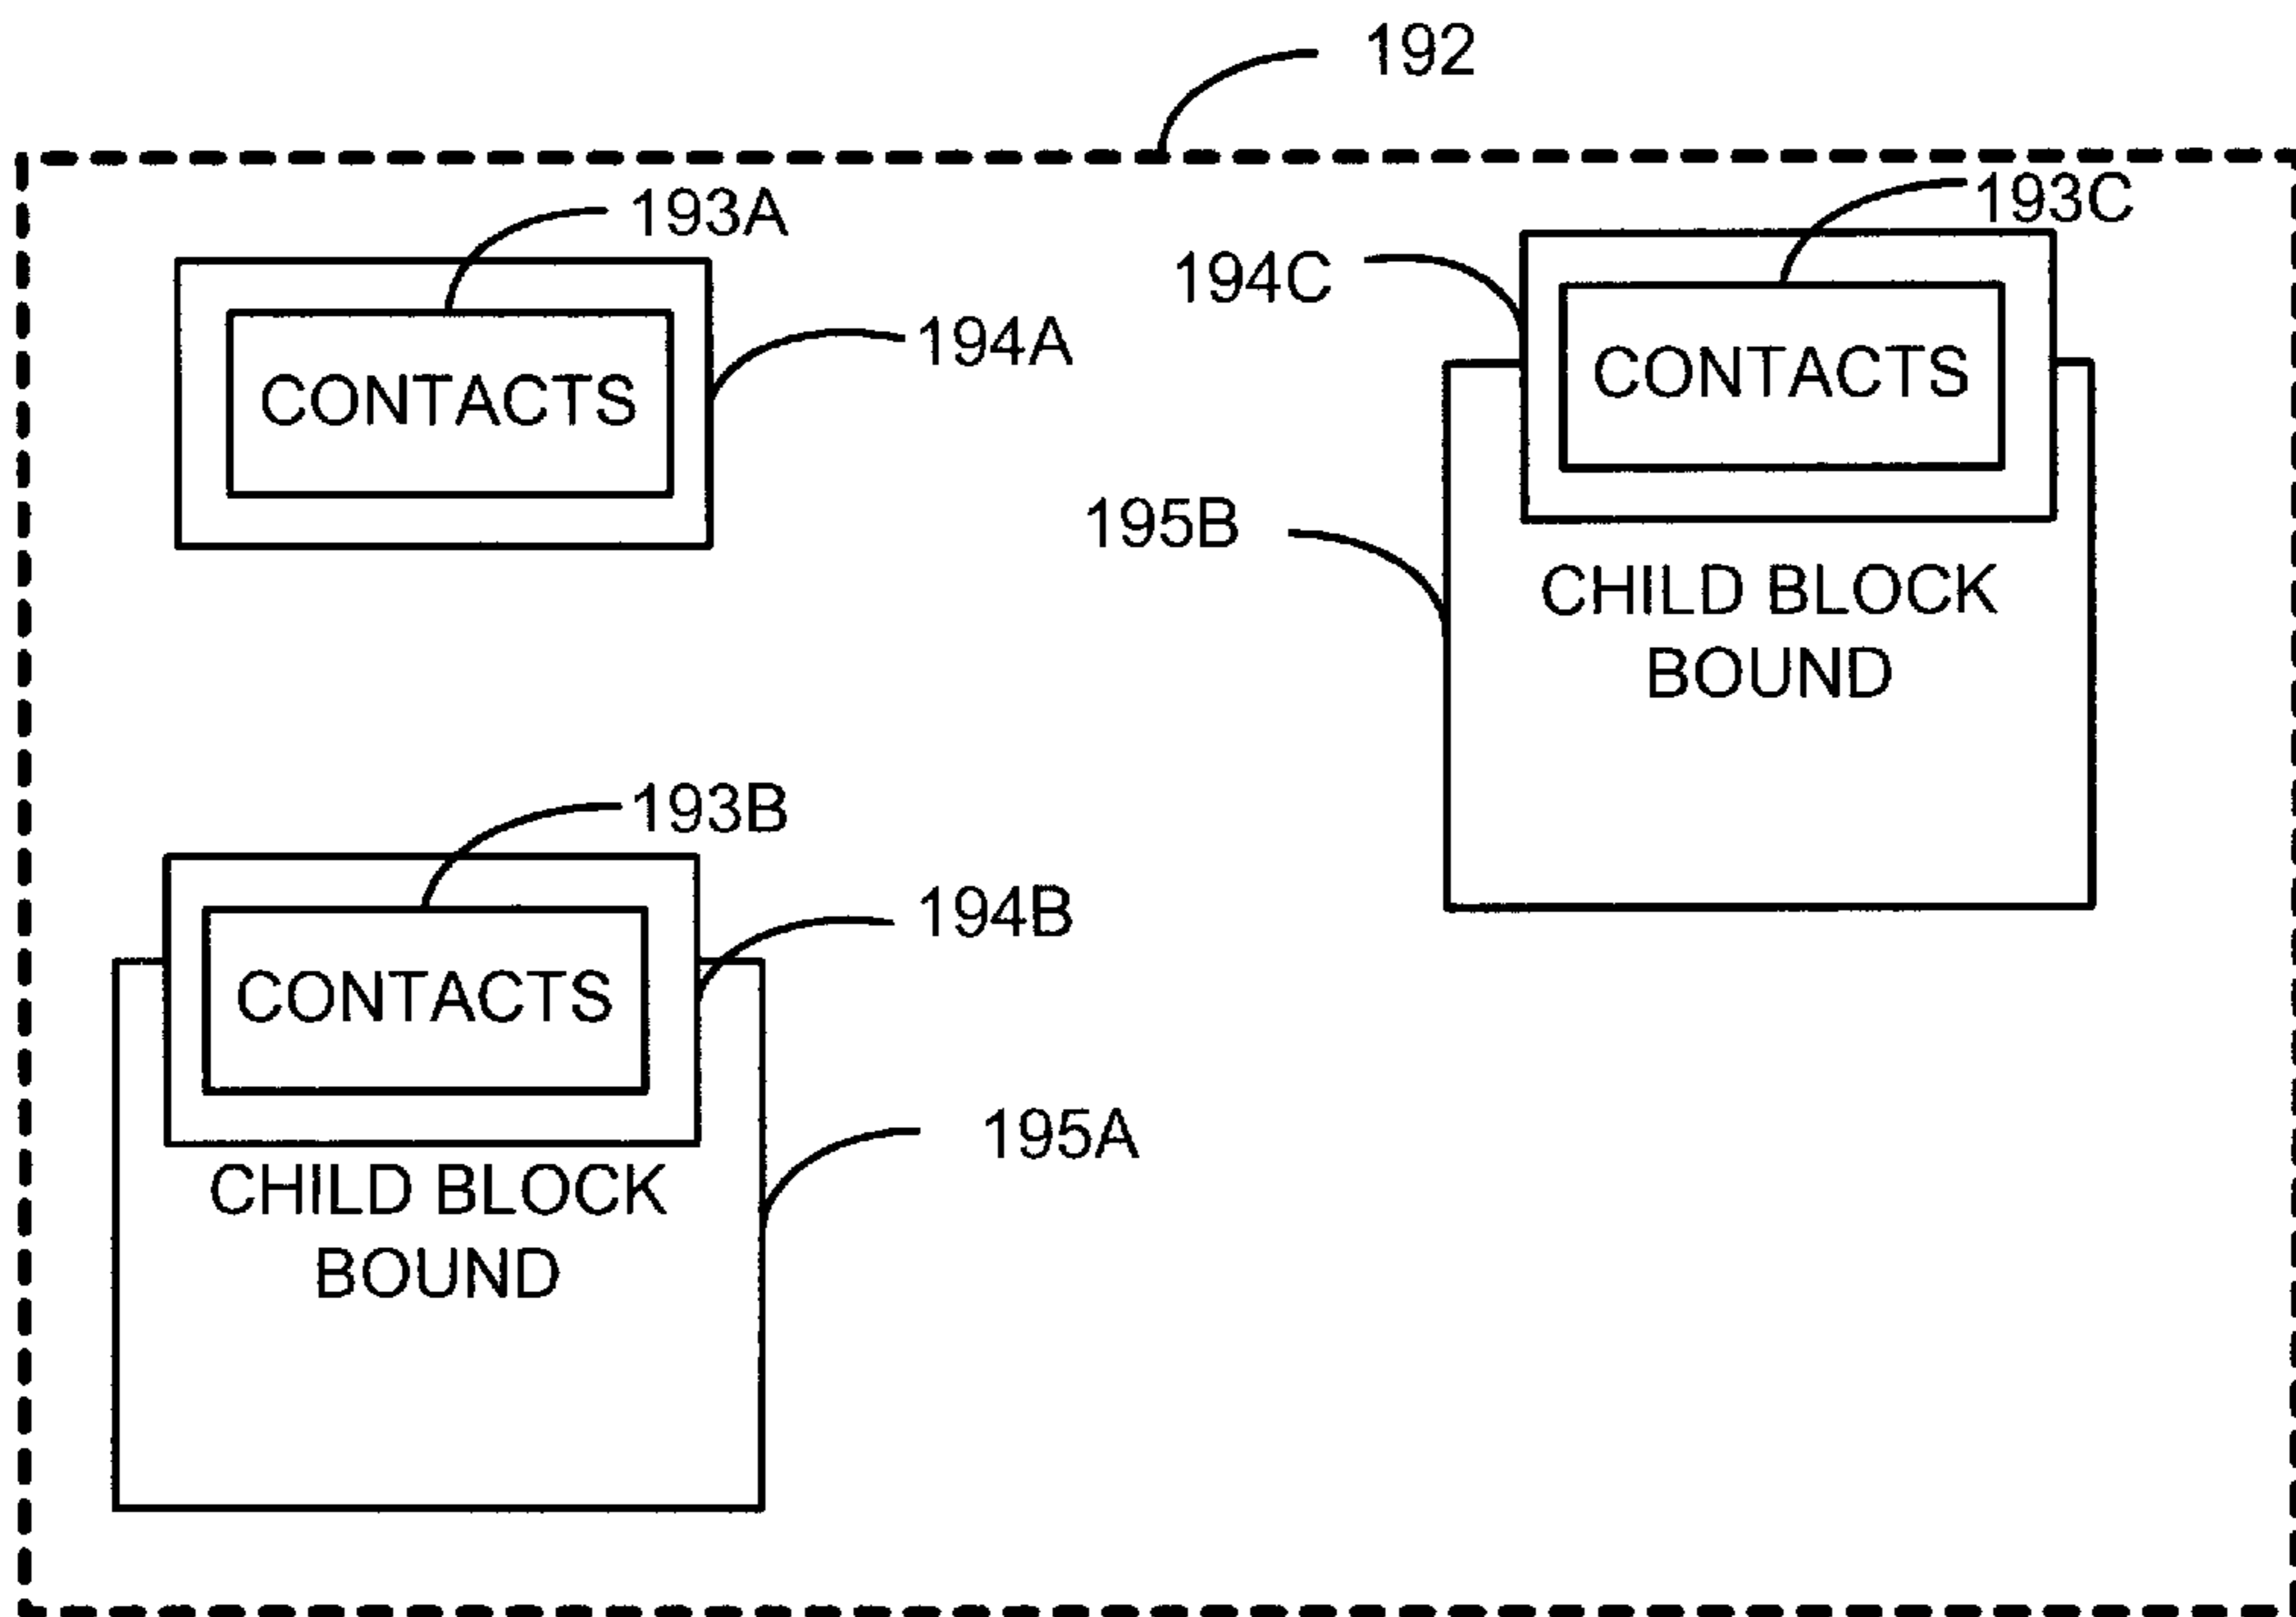 192
193A
193C
194C
194A
CONTACTS
CONTACTS
195B
CHILD BLOCK
BOUND
193B
194B
CONTACTS
195A
CHILD BLOCK
BOUND